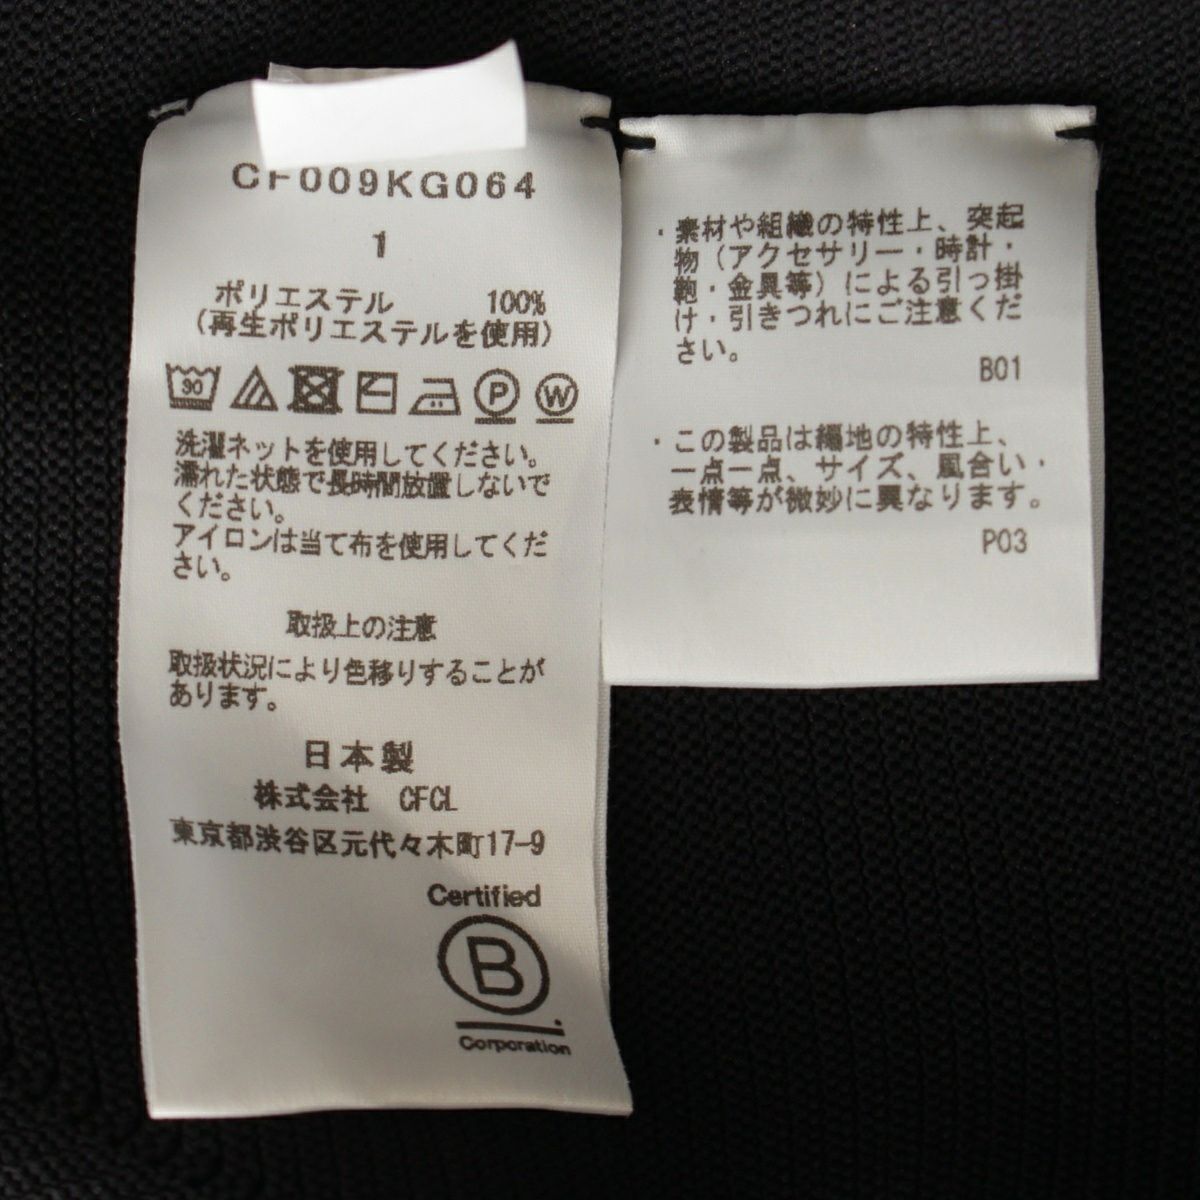 CF009KG064
1
ポリエステル 100%
(再生ポリエステルを使用)
30
P
W
洗濯ネットを使用してください。
濡れた状態で長時間放置しないで
ください。
アイロンは当て布を使用してくだ
さい。
取扱上の注意
取扱状況により色移りすることが
あります。
日本製
株式会社 CFCL
東京都渋谷区元代々木町17-9
Certified
B
Corporation
・素材や組織の特性上、突起
物(アクセサリー・時計・
鞄・金具等)による引っ掛
け・引きつれにご注意くだ
さい。
B01
・この製品は編地の特性上、
一点一点、サイズ、風合い・
表情等が微妙に異なります。
P03